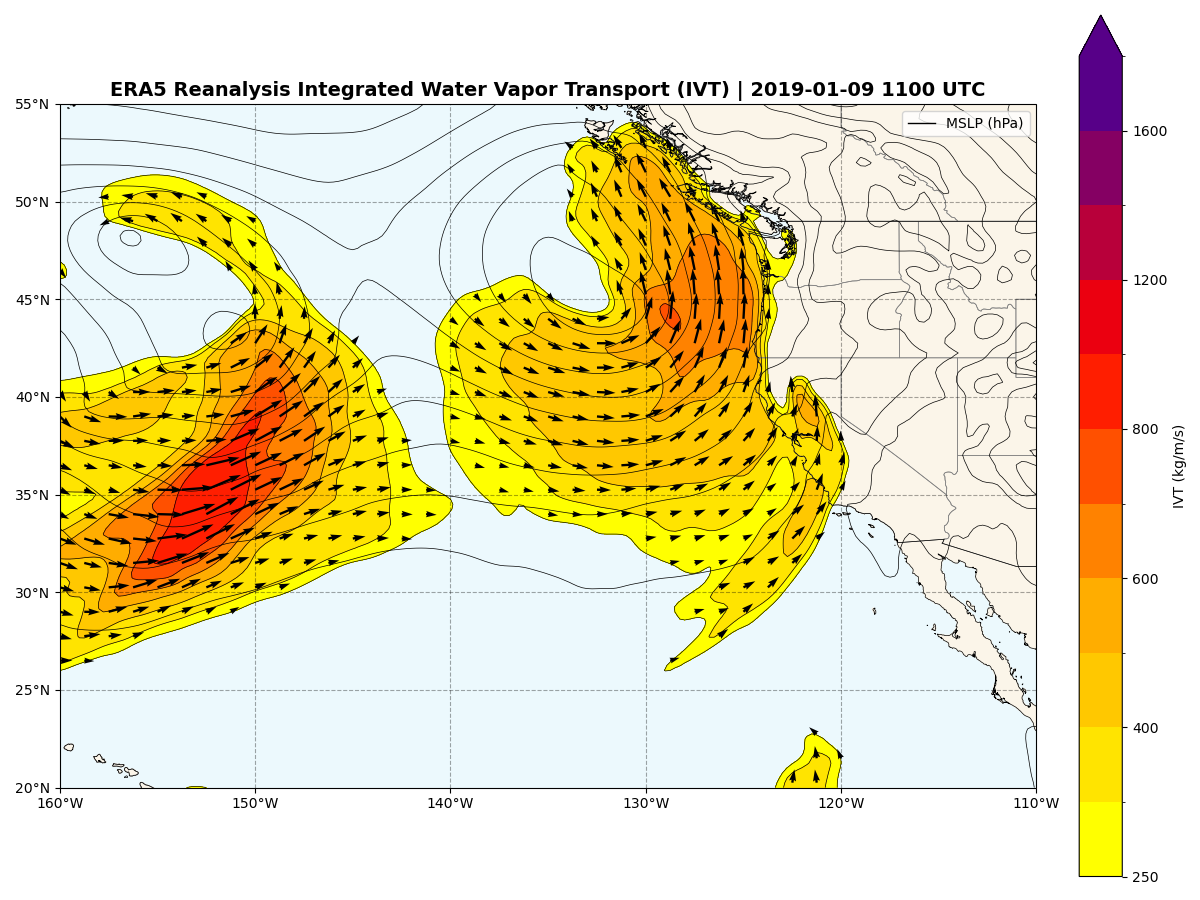 ERA5 Reanalysis Integrated Water Vapor Transport (IVT) | 2019-01-09 1100 UTC
MSLP (hPa)
55°N
50°N
45°N
40°N
35°N
30°N
25°N
20°N
160°W
150°W
140°W
130°W
120°W
110°W
1600
1200
800
600
400
250
IVT (kg/m/s)